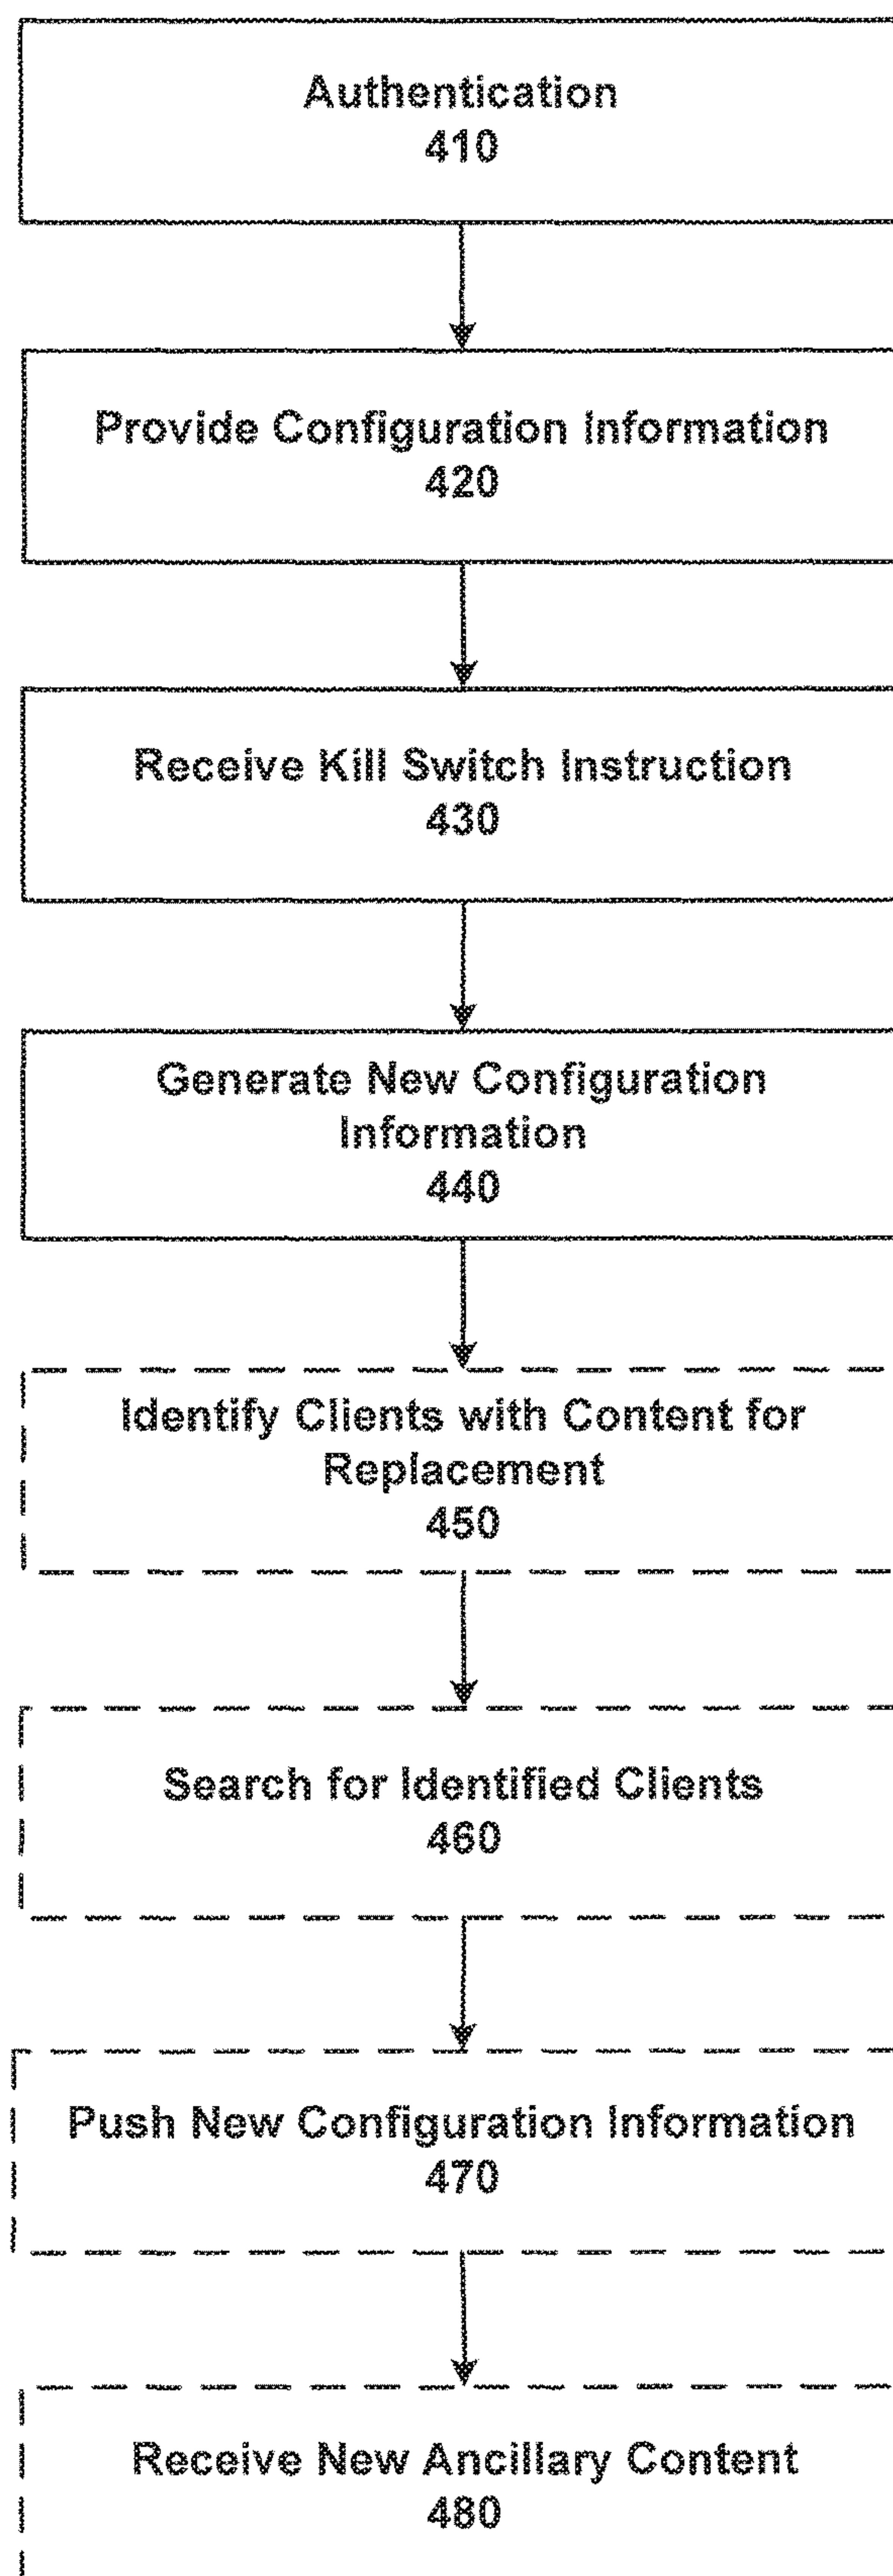 Authentication
410
Provide Configuration Information
420
Receive Kill Switch Instruction
430
Generate New Configuration
Information
440
Identify Clients with Content for
Replacement
450
Search for Identified Clients
460
Push New Configuration Information
470
Receive New Ancillary Content
480